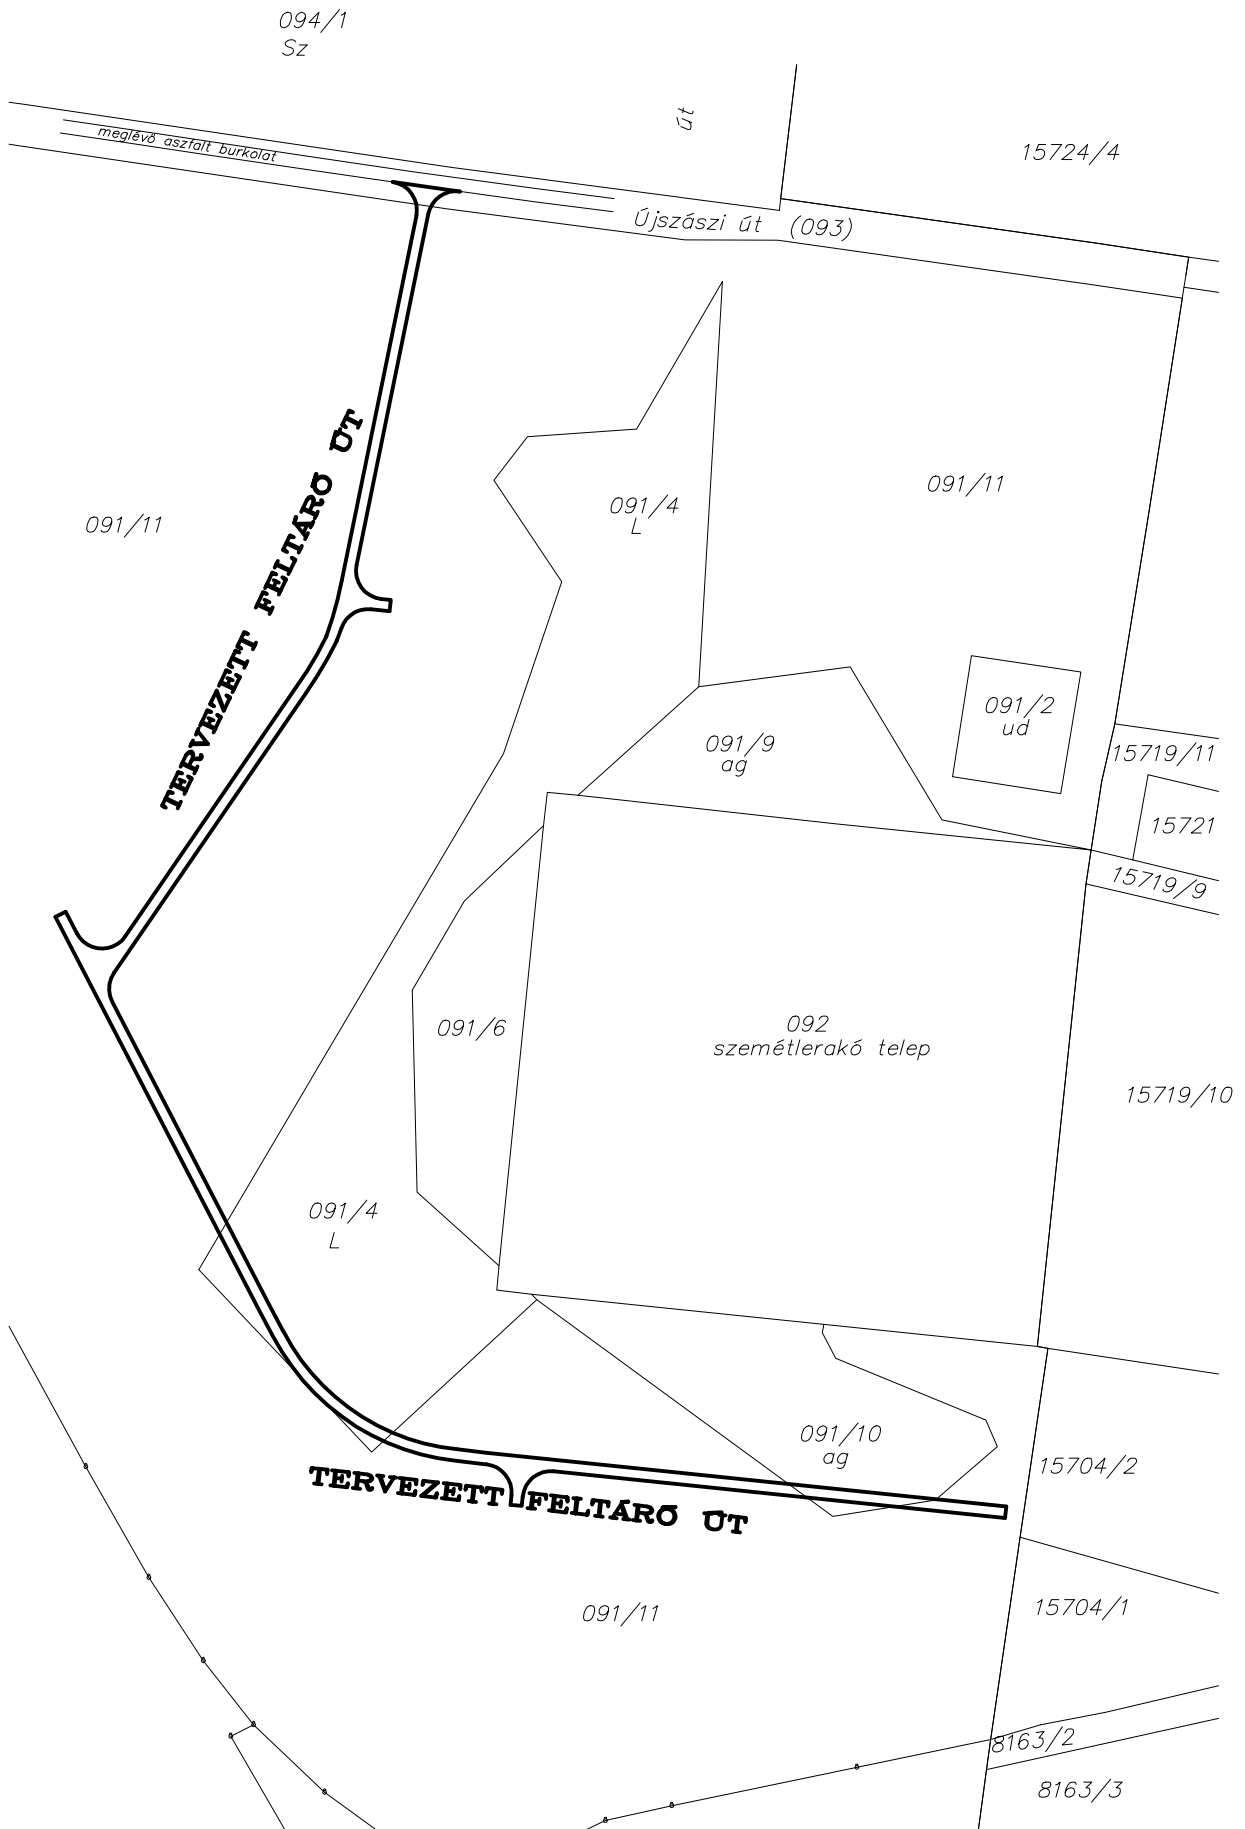 094/1
Sz
út
15724/4
meglévő aszfalt burkolat
Újszászi út (093)
091/11
091/4
L
091/11
TERVEZETT FELTÁRÓ ÚT
091/2
ud
091/9
ag
15719/11
15721
15719/9
091/6
092
szemétlerakó telep
15719/10
091/4
L
091/10
ag
15704/2
TERVEZETT FELTÁRÓ ÚT
091/11
15704/1
8163/2
8163/3